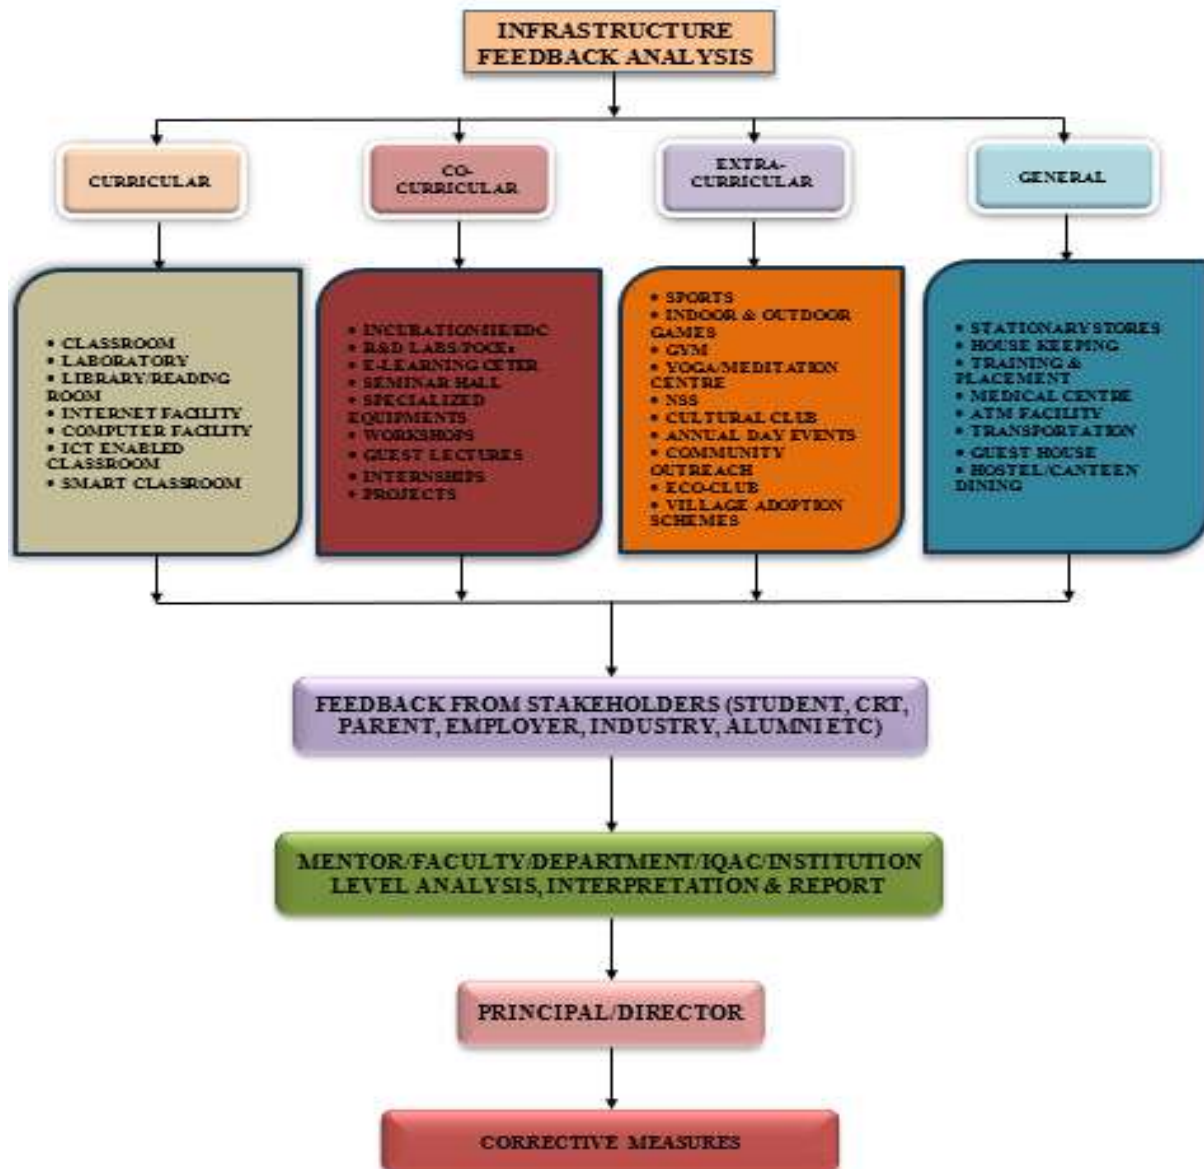 INFRASTRUCTURE
FEEDBACK ANALYSIS
CURRICULAR
CO-
CURRICULAR
EXTRA-
CURRICULAR
GENERAL
• CLASSROOM
• LABORATORY
• LIBRARY/READING
ROOM
• INTERNET FACILITY
• COMPUTER FACILITY
• ICT ENABLED
CLASSROOM
• SMART CLASSROOM
• R&D LABS/
• E-LEARNING CETER
• SEMINAR HALL
• SPECIALIZED
EQUIPMENTS
• WORKSHOPS
• GUEST LECTURES
• INTERNSHIPS
• PROJECTS
• SPORTS
• INDOOR & OUTDOOR
GAMES
• GYM
• YOGA/MEDITATION
CENTRE
• NSS
• CULTURAL CLUB
• ANNUAL DAY EVENTS
• COMMUNITY
OUTREACH
• ECO-CLUB
• VILLAGE ADOPTION
SCHEMES
• STATIONARY STORES
• HOUSE KEEPING
• TRAINING &
PLACEMENT
• MEDICAL CENTRE
• ATM FACILITY
• TRANSPORTATION
• GUEST HOUSE
• HOSTEL/CANTEEN
DINING
FEEDBACK FROM STAKEHOLDERS (STUDENT, CRT,
PARENT, EMPLOYER, INDUSTRY, ALUMNI ETC)
MENTOR/FACULTY/DEPARTMENT/IQAC/INSTITUTION
LEVEL ANALYSIS, INTERPRETATION & REPORT
PRINCIPAL/DIRECTOR
CORRECTIVE MEASURES